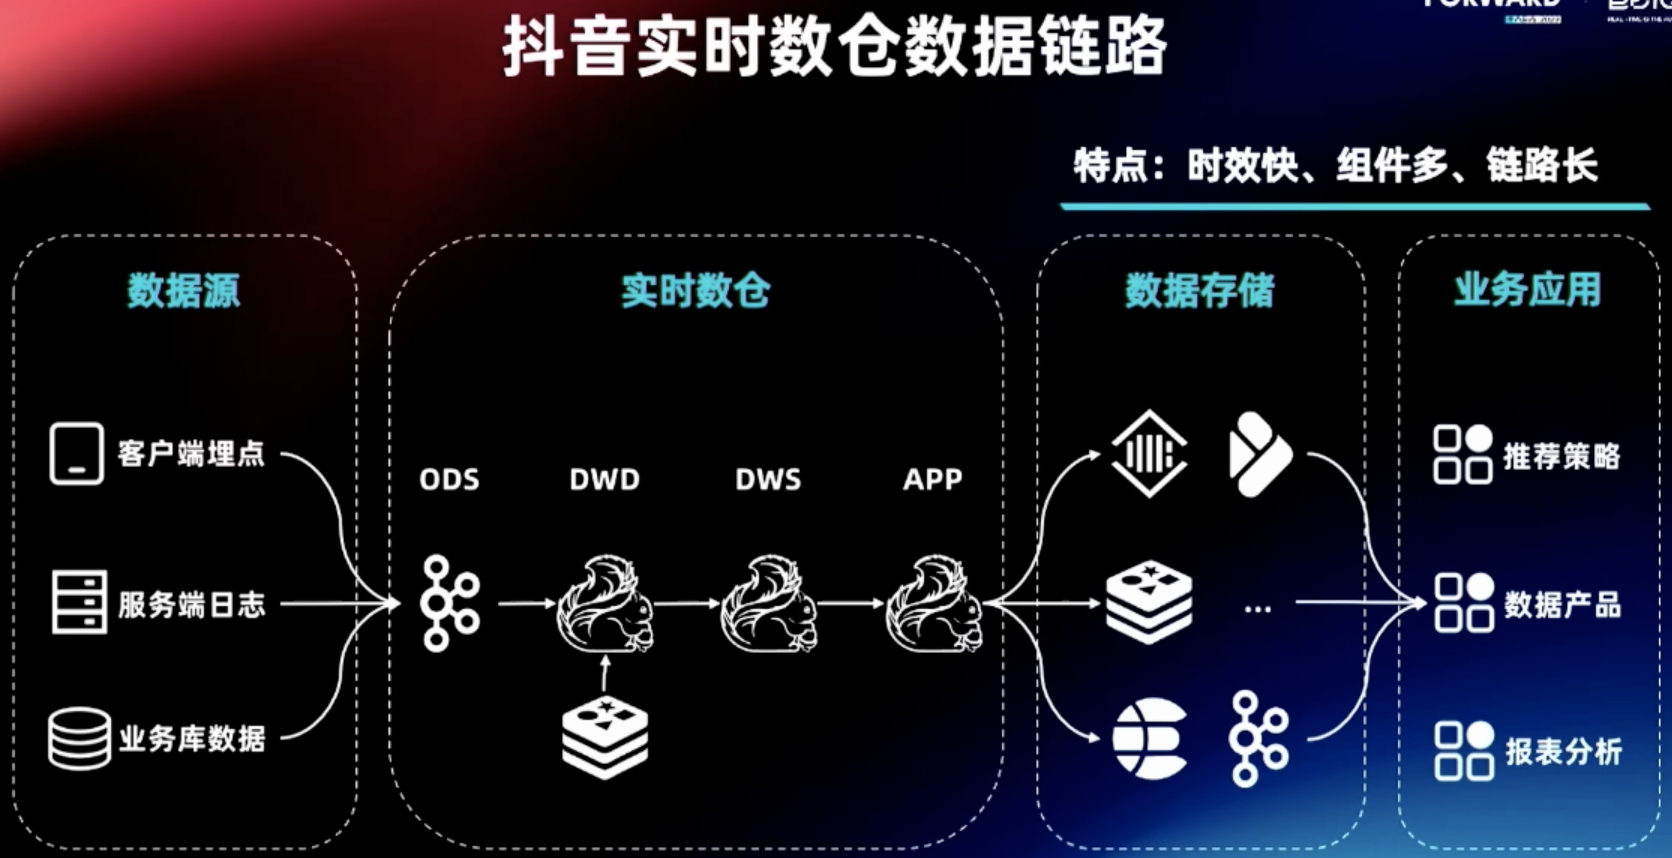 FORWARD
抖音实时数仓数据链路
特点：时效快、组件多、链路长
数据源
实时数仓
数据存储
业务应用
客户端埋点
服务端日志
业务库数据
ODS
DWD
DWS
APP
...
推荐策略
数据产品
报表分析